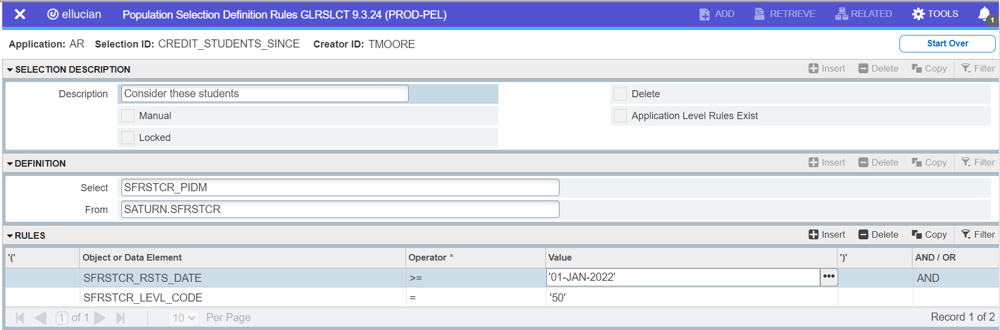 ellucian Population Selection Definition Rules GLRSLCT 9.3.24 (PROD-PEL) ADD RETRIEVE RELATED TOOLS 1
Application: AR Selection ID: CREDIT_STUDENTS_SINCE Creator ID: TMOORE Start Over
SELECTION DESCRIPTION Insert Delete Copy Filter
Description Consider these students Delete
Manual Application Level Rules Exist
Locked
DEFINITION Insert Delete Copy Filter
Select SFRSTCR_PIDM
From SATURN.SFRSTCR
RULES Insert Delete Copy Filter
'(' Object or Data Element Operator * Value ')' AND / OR
SFRSTCR_RSTS_DATE >= '01-JAN-2022' ••• AND
SFRSTCR_LEVL_CODE = '50'
1 of 1 10 Per Page Record 1 of 2